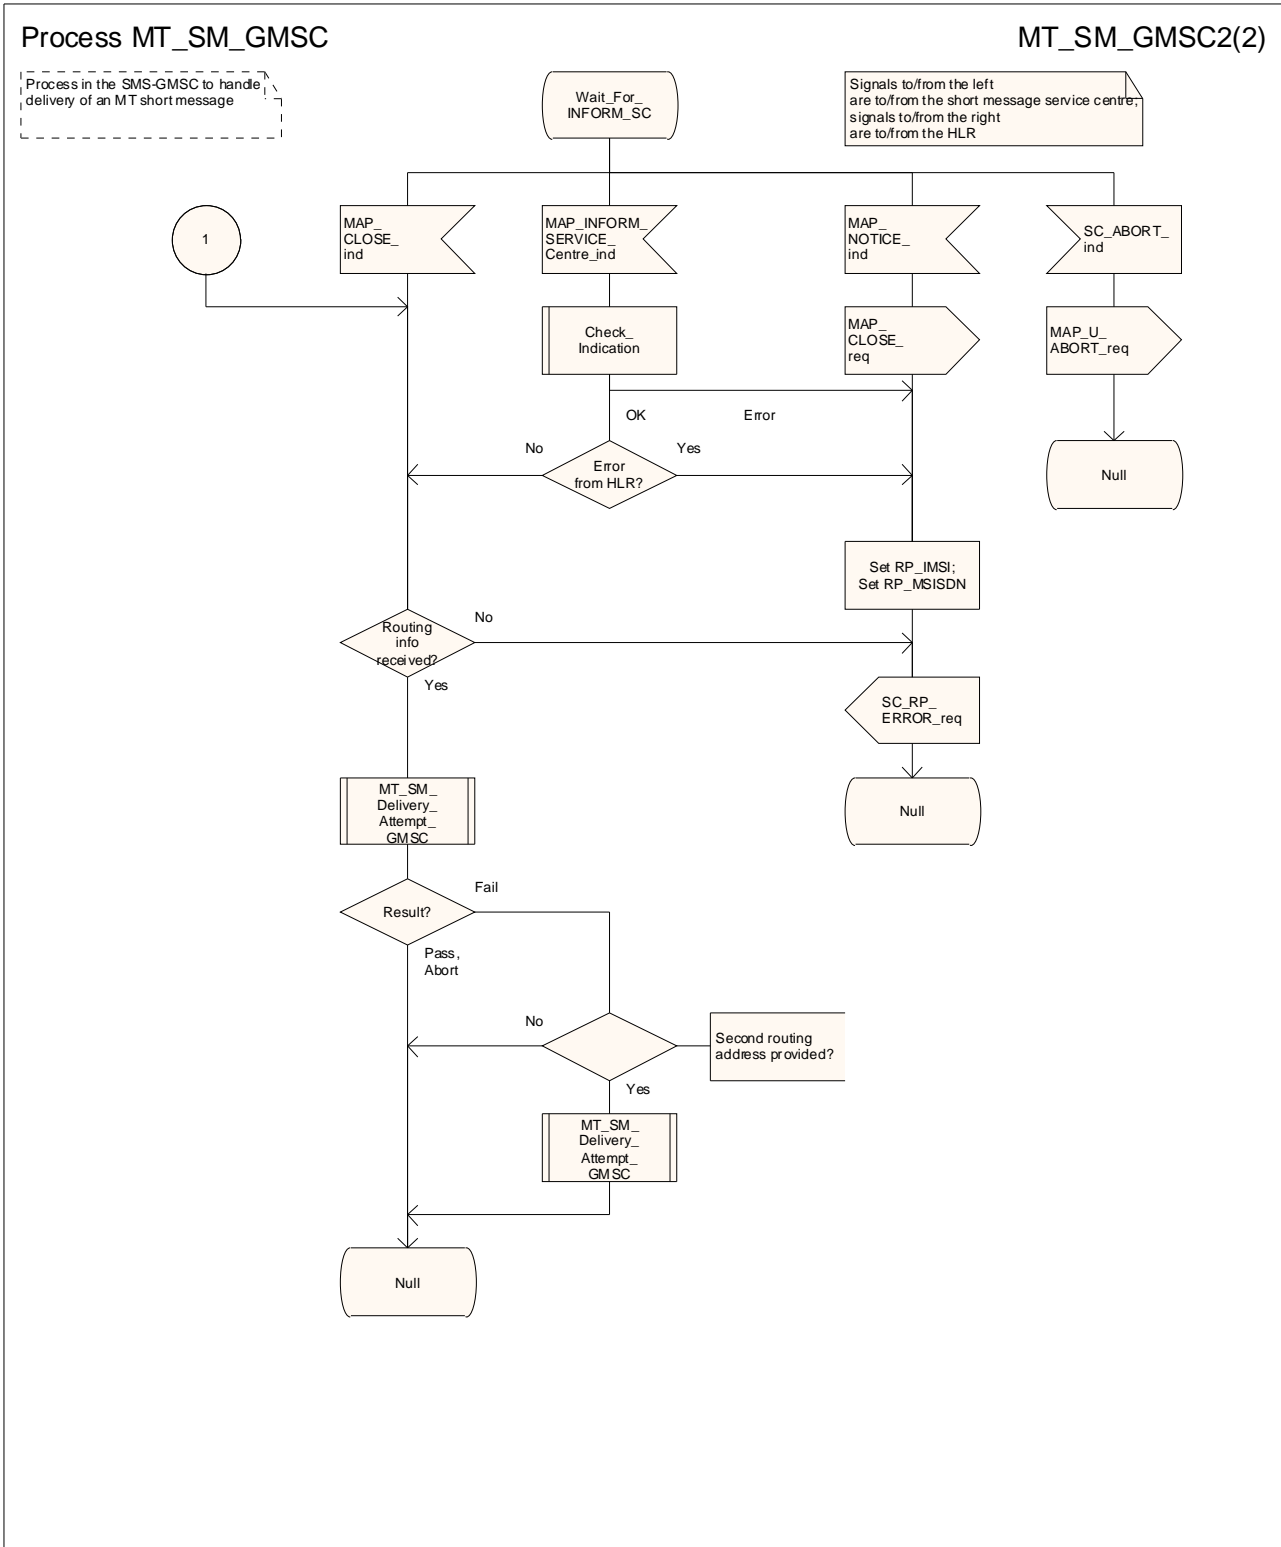 Process MT_SM_GMSC
MT_SM_GMSC2(2)
Process in the SMS-GMSC to handle
delivery of an MT short message
Wait_For_
INFORM_SC
Signals to/from the left
are to/from the short message service centre;
signals to/from the right
are to/from the HLR
1
MAP_
CLOSE_
ind
MAP_INFORM_
SERVICE_
Centre_ind
MAP_
NOTICE_
ind
SC_ABORT_
ind
Check_
Indication
MAP_
CLOSE_
req
MAP_U_
ABORT_req
OK
Error
No
Yes
Error
from HLR?
Null
Set RP_IMSI;
Set RP_MSISDN
No
Routing
info
received?
Yes
SC_RP_
ERROR_req
MT_SM_
Delivery_
Attempt_
GMSC
Null
Fail
Result?
Pass,
Abort
No
Second routing
address provided?
Yes
MT_SM_
Delivery_
Attempt_
GMSC
Null